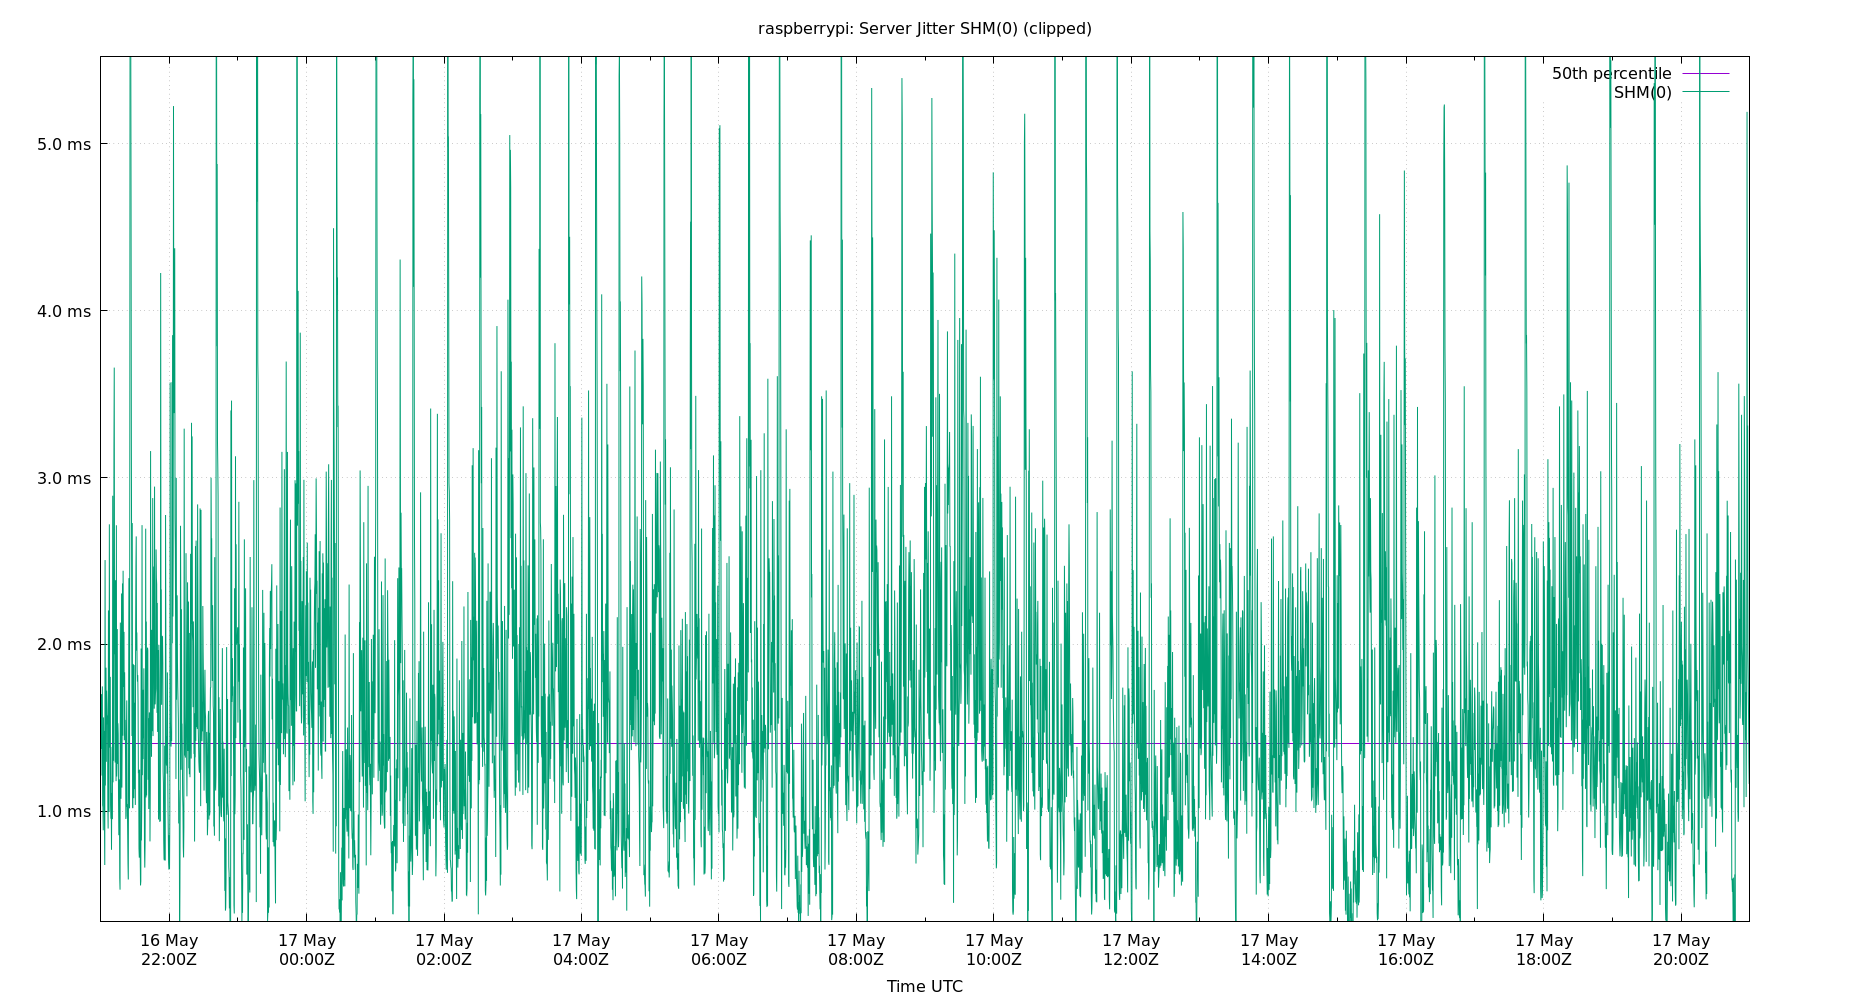 raspberrypi: Server Jitter SHM(0) (clipped)
50th percentile
SHM(0)
5.0 ms
4.0 ms
3.0 ms
2.0 ms
1.0 ms
16 May 17 May 17 May 17 May 17 May 17 May 17 May 17 May 17 May 17 May 17 May 17 May
22:00Z 00:00Z 02:00Z 04:00Z 06:00Z 08:00Z 10:00Z 12:00Z 14:00Z 16:00Z 18:00Z 20:00Z
Time UTC